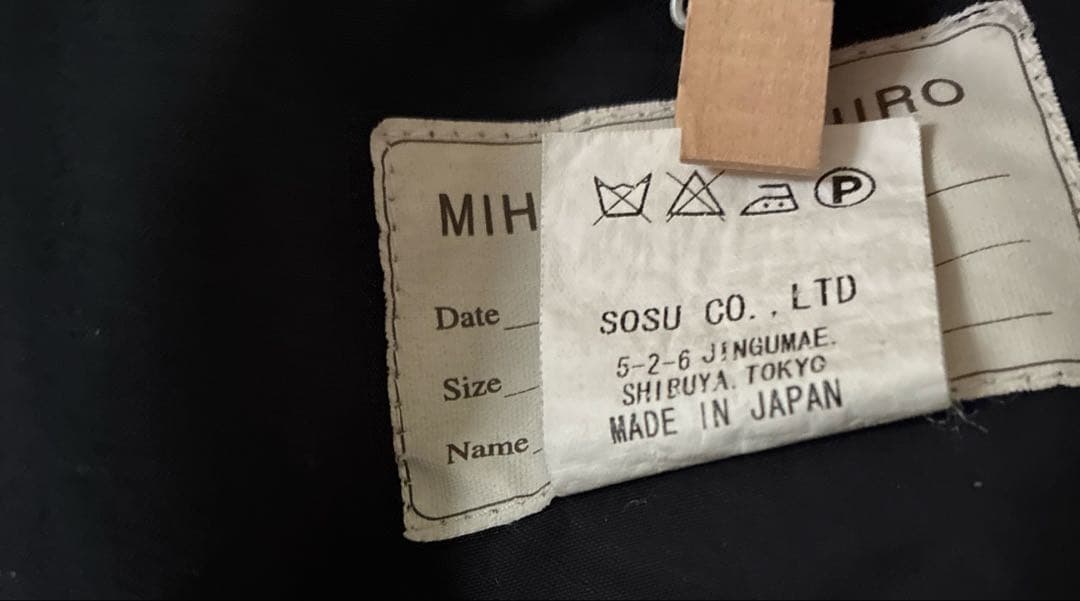 MIH IRO
Date
Size
Name
P
SOSU CO., LTD
5-2-6 JINGUMAE.
SHIBUYA. TOKYO
MADE IN JAPAN